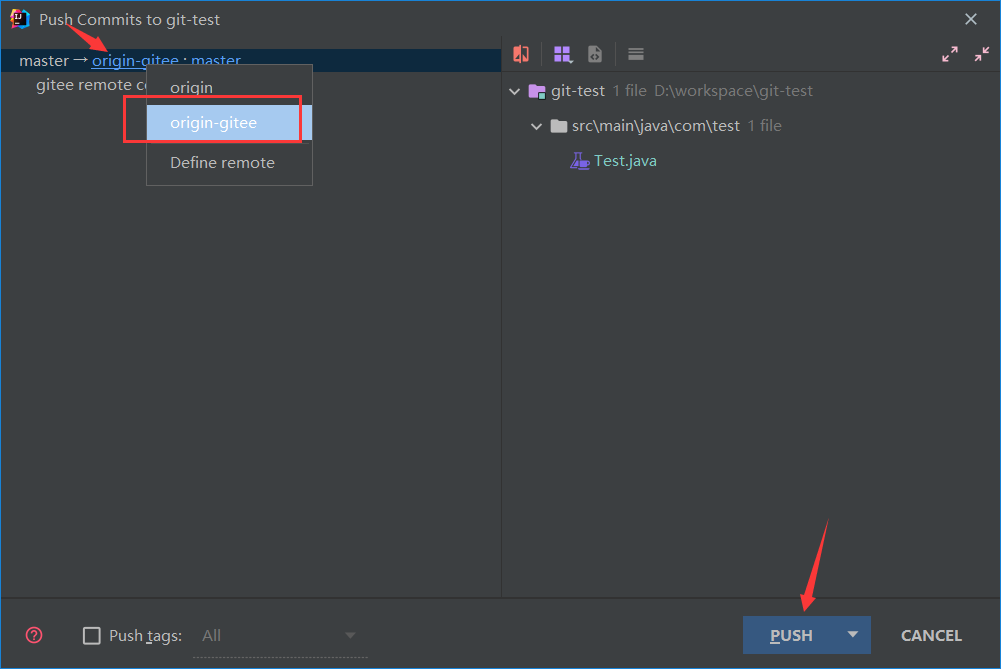 Push Commits to git-test
master → origin-gitee : master
gitee remote
origin
origin-gitee
Define remote
git-test 1 file D:\workspace\git-test
src\main\java\com\test 1 file
Test.java
Push tags: All
PUSH
CANCEL